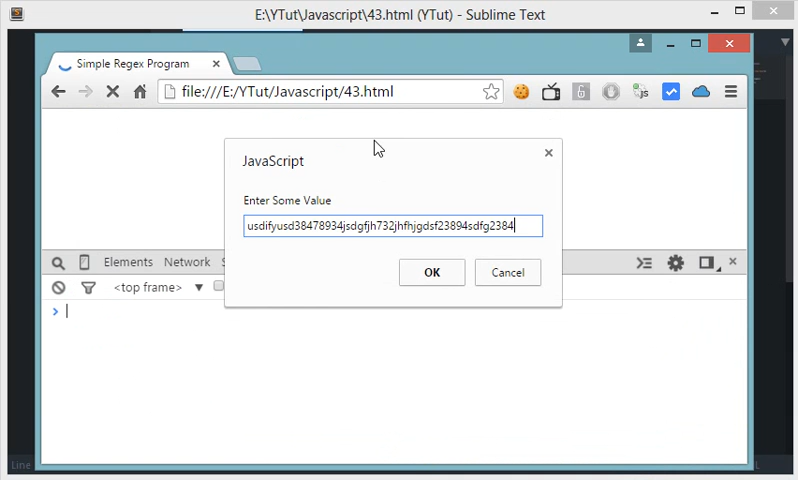 E:\YTut\Javascript\43.html (YTut) - Sublime Text
Simple Regex Program
file:///E:/YTut/Javascript/43.html
JavaScript
Enter Some Value
usdifyusd38478934jsdgfjh732jhfhjgdsf23894sdfg2384
OK Cancel
Elements Network S
<top frame>
Line